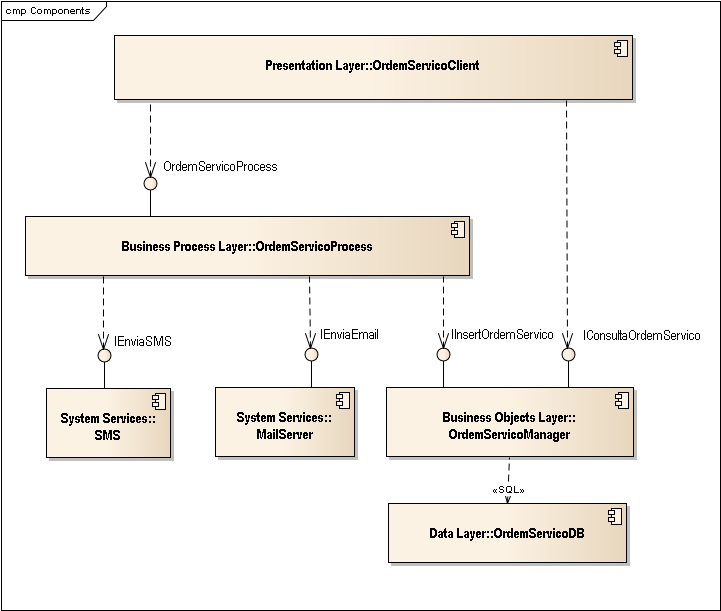 cmp Components
Presentation Layer::OrdemServicoClient
OrdemServicoProcess
Business Process Layer::OrdemServicoProcess
IEnviaSMS
IEnviaEmail
IInsertOrdemServico
IConsultaOrdemServico
System Services::
SMS
System Services::
MailServer
Business Objects Layer::
OrdemServicoManager
«SQL»
Data Layer::OrdemServicoDB